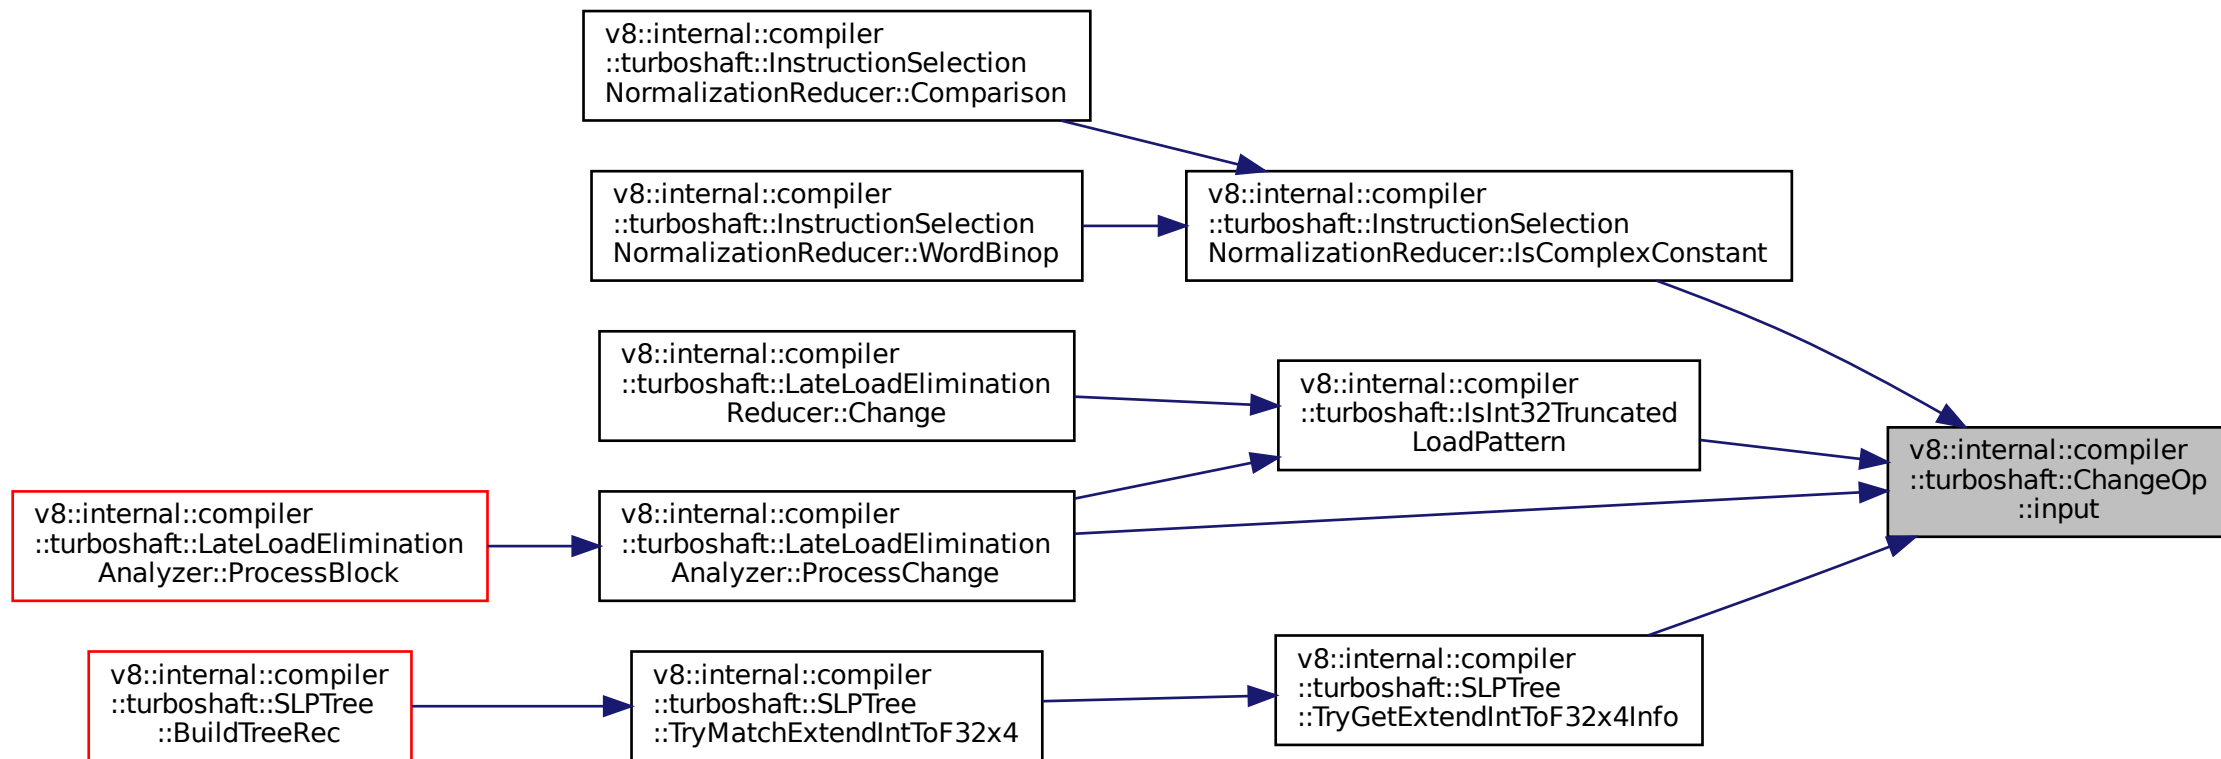 v8::internal::compiler
::turboshaft::InstructionSelection
NormalizationReducer::Comparison
v8::internal::compiler
::turboshaft::InstructionSelection
NormalizationReducer::WordBinop
v8::internal::compiler
::turboshaft::InstructionSelection
NormalizationReducer::IsComplexConstant
v8::internal::compiler
::turboshaft::LateLoadElimination
Reducer::Change
v8::internal::compiler
::turboshaft::IsInt32Truncated
LoadPattern
v8::internal::compiler
::turboshaft::ChangeOp
::input
v8::internal::compiler
::turboshaft::LateLoadElimination
Analyzer::ProcessBlock
v8::internal::compiler
::turboshaft::LateLoadElimination
Analyzer::ProcessChange
v8::internal::compiler
::turboshaft::SLPTree
::BuildTreeRec
v8::internal::compiler
::turboshaft::SLPTree
::TryMatchExtendIntToF32x4
v8::internal::compiler
::turboshaft::SLPTree
::TryGetExtendIntToF32x4Info